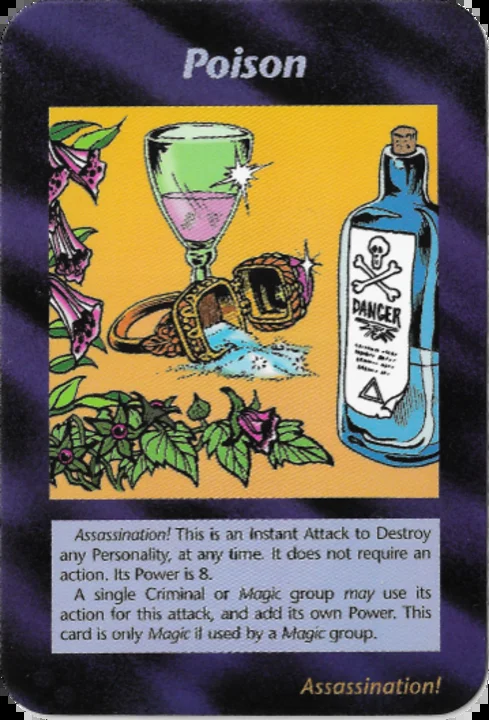 Poison
DANGER
Assassination! This is an Instant Attack to Destroy
any Personality, at any time. It does not require an
action. Its Power is 8.
A single Criminal or Magic group may use its
action for this attack, and add its own Power. This
card is only Magic if used by a Magic group.
Assassination!